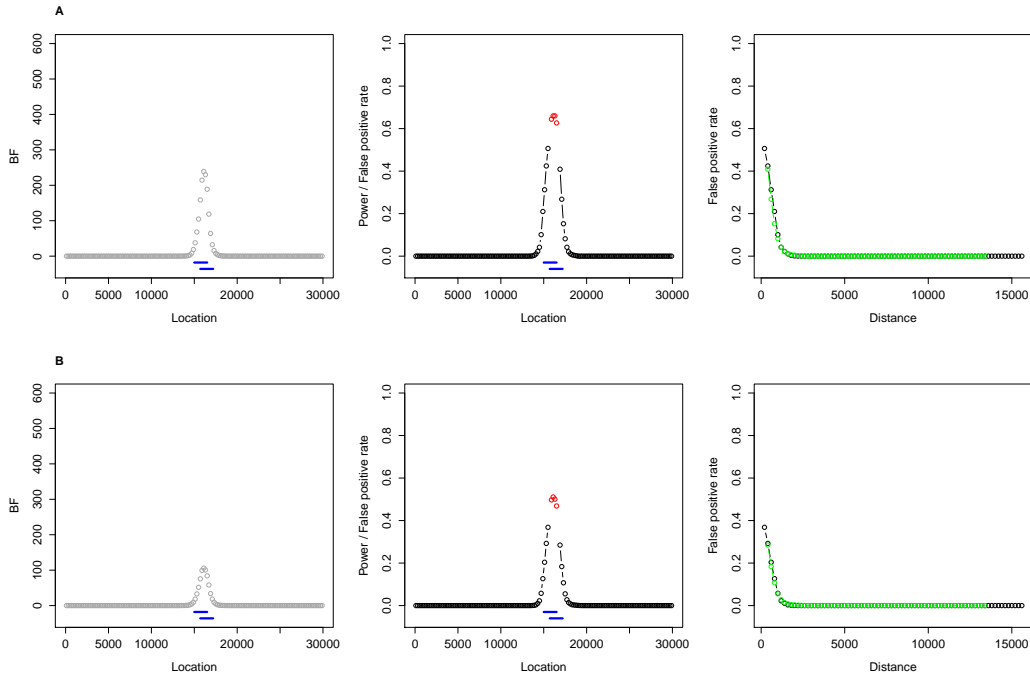 A
BF
0 100 200 300 400 500 600
0 5000 10000 20000 30000
Location
Power / False positive rate
0.0 0.2 0.4 0.6 0.8 1.0
0 5000 10000 20000 30000
Location
False positive rate
0.0 0.2 0.4 0.6 0.8 1.0
0 5000 10000 15000
Distance
B
BF
0 100 200 300 400 500 600
0 5000 10000 20000 30000
Location
Power / False positive rate
0.0 0.2 0.4 0.6 0.8 1.0
0 5000 10000 20000 30000
Location
False positive rate
0.0 0.2 0.4 0.6 0.8 1.0
0 5000 10000 15000
Distance